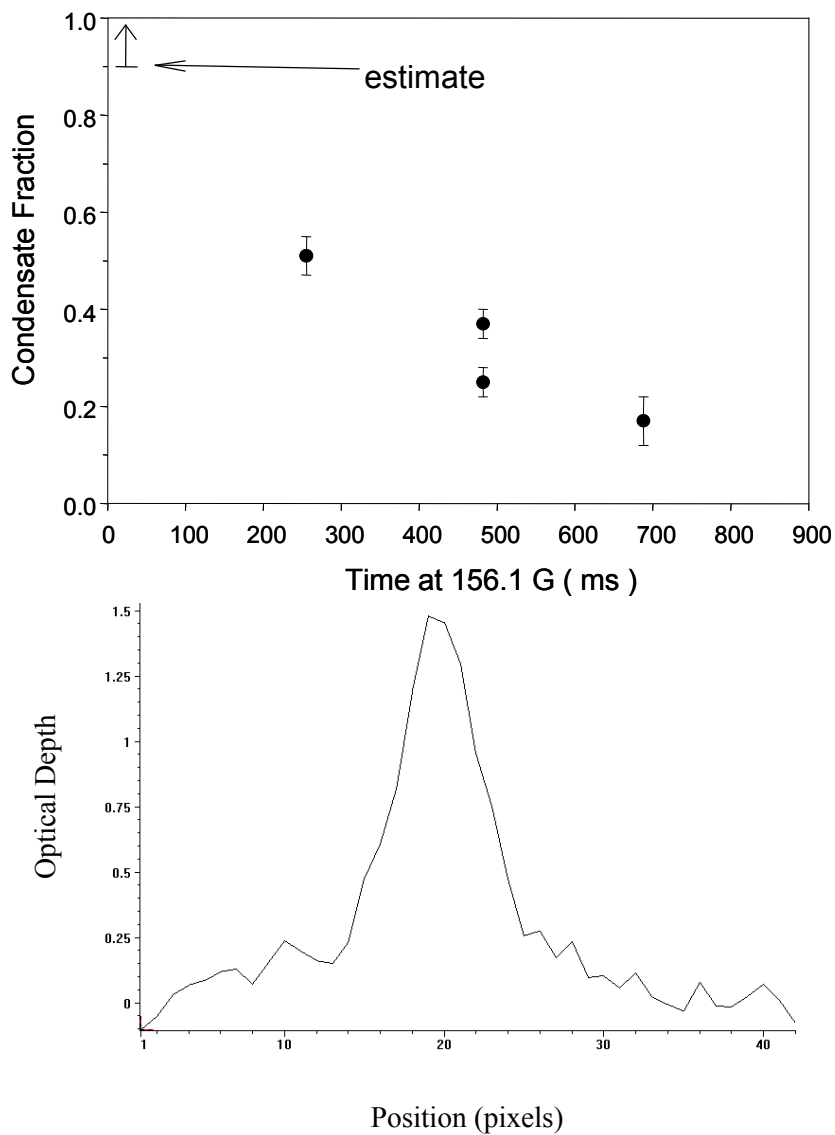 1.0
estimate
0.8
0.6
0.4
0.2
0.0
Condensate Fraction
0 100 200 300 400 500 600 700 800 900
Time at 156.1 G ( ms )
1.5
1.25
1
0.75
0.5
0.25
0
Optical Depth
1 10 20 30 40
Position (pixels)